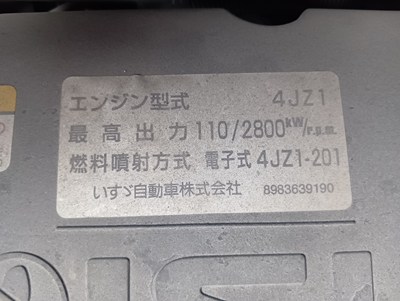 エンジン型式 4JZ1
最高出力 110/2800kW/r.p.m.
燃料噴射方式 電子式 4JZ1-201
いすゞ自動車株式会社 8983639190